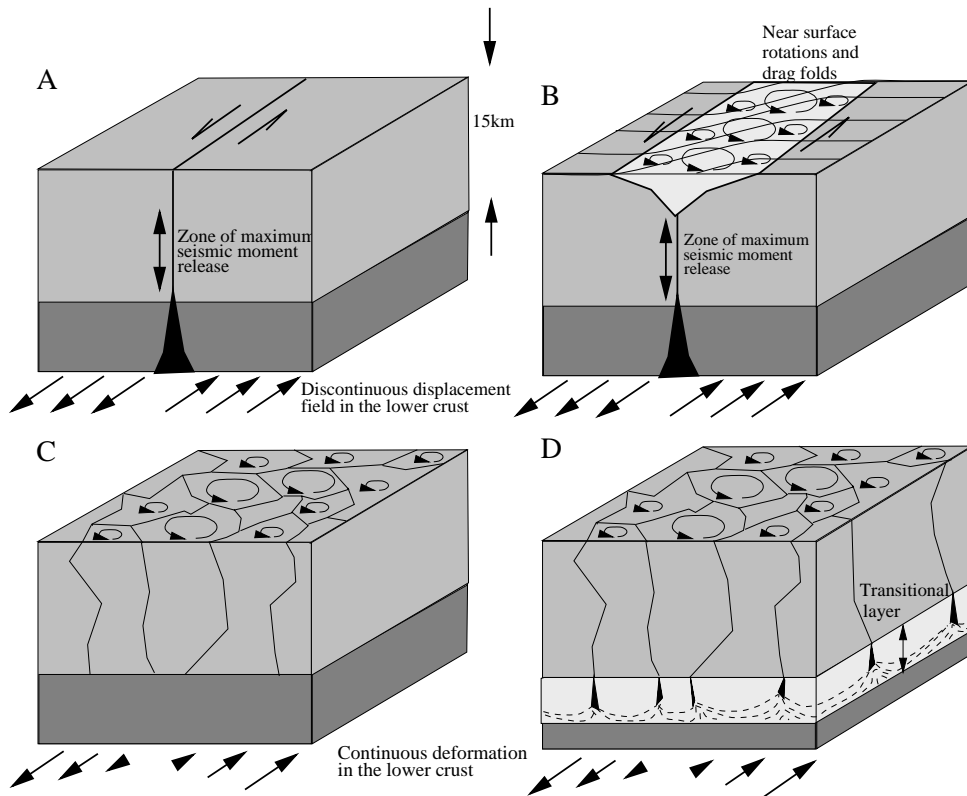 A
15km
Zone of maximum
seismic moment
release
Discontinuous displacement
field in the lower crust
Near surface
rotations and
drag folds
B
Zone of maximum
seismic moment
release
C
Continuous deformation
in the lower crust
D
Transitional
layer